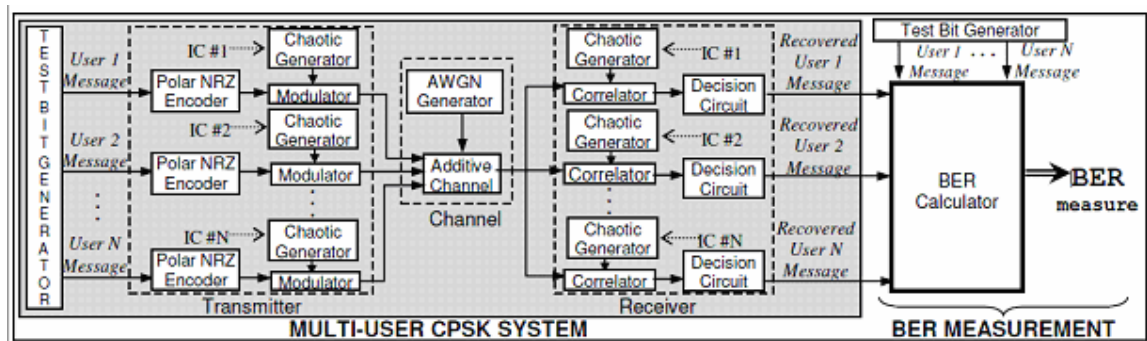 TEST BIT GENERATOR
User 1
Message
Polar NRZ
Encoder
IC #1
Chaotic
Generator
Modulator
User 2
Message
Polar NRZ
Encoder
IC #2
Chaotic
Generator
Modulator
User N
Message
Polar NRZ
Encoder
IC #N
Chaotic
Generator
Modulator
Transmitter
AWGN
Generator
Additive
Channel
Channel
Chaotic
Generator
IC #1
Correlator
Decision
Circuit
Recovered
User 1
Message
Chaotic
Generator
IC #2
Correlator
Decision
Circuit
Recovered
User 2
Message
Chaotic
Generator
IC #N
Correlator
Decision
Circuit
Recovered
User N
Message
Receiver
MULTI-USER CPSK SYSTEM
Test Bit Generator
User 1 ... User N
Message Message
BER
Calculator
BER
measure
BER MEASUREMENT